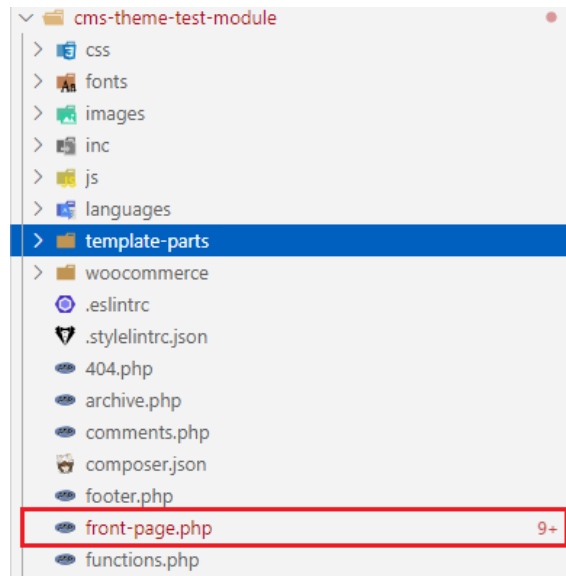 cms-theme-test-module
css
fonts
images
inc
js
languages
template-parts
woocommerce
.eslintrc
.stylelintrc.json
404.php
archive.php
comments.php
composer.json
footer.php
front-page.php 9+
functions.php